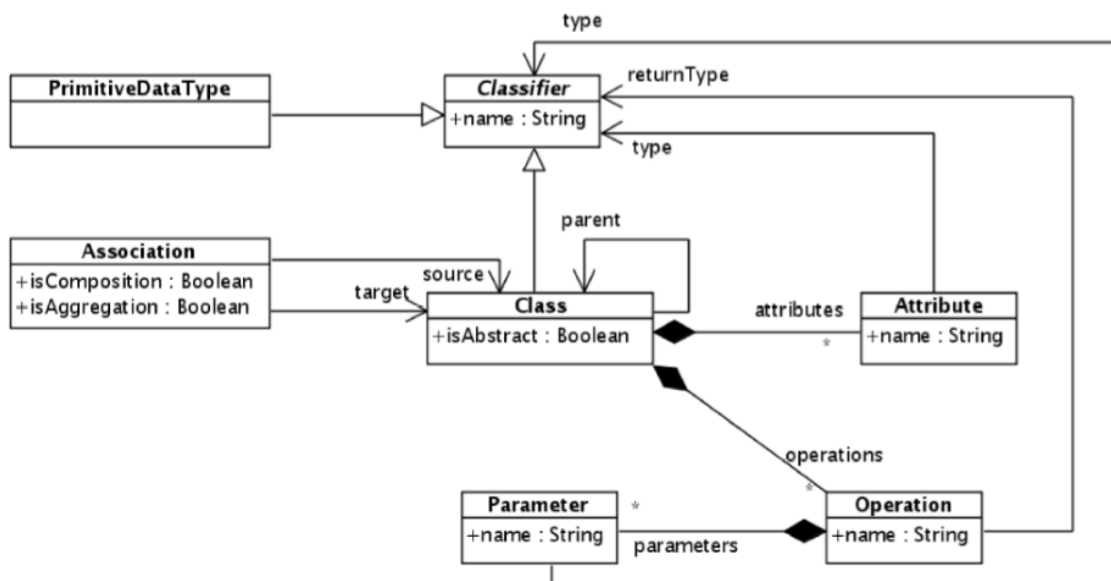 type
PrimitiveDataType
Classifier
+name : String
returnType
type
parent
Association
+isComposition : Boolean
+isAggregation : Boolean
source
target
Class
+isAbstract : Boolean
attributes
*
Attribute
+name : String
operations
*
Parameter
+name : String
*
parameters
Operation
+name : String